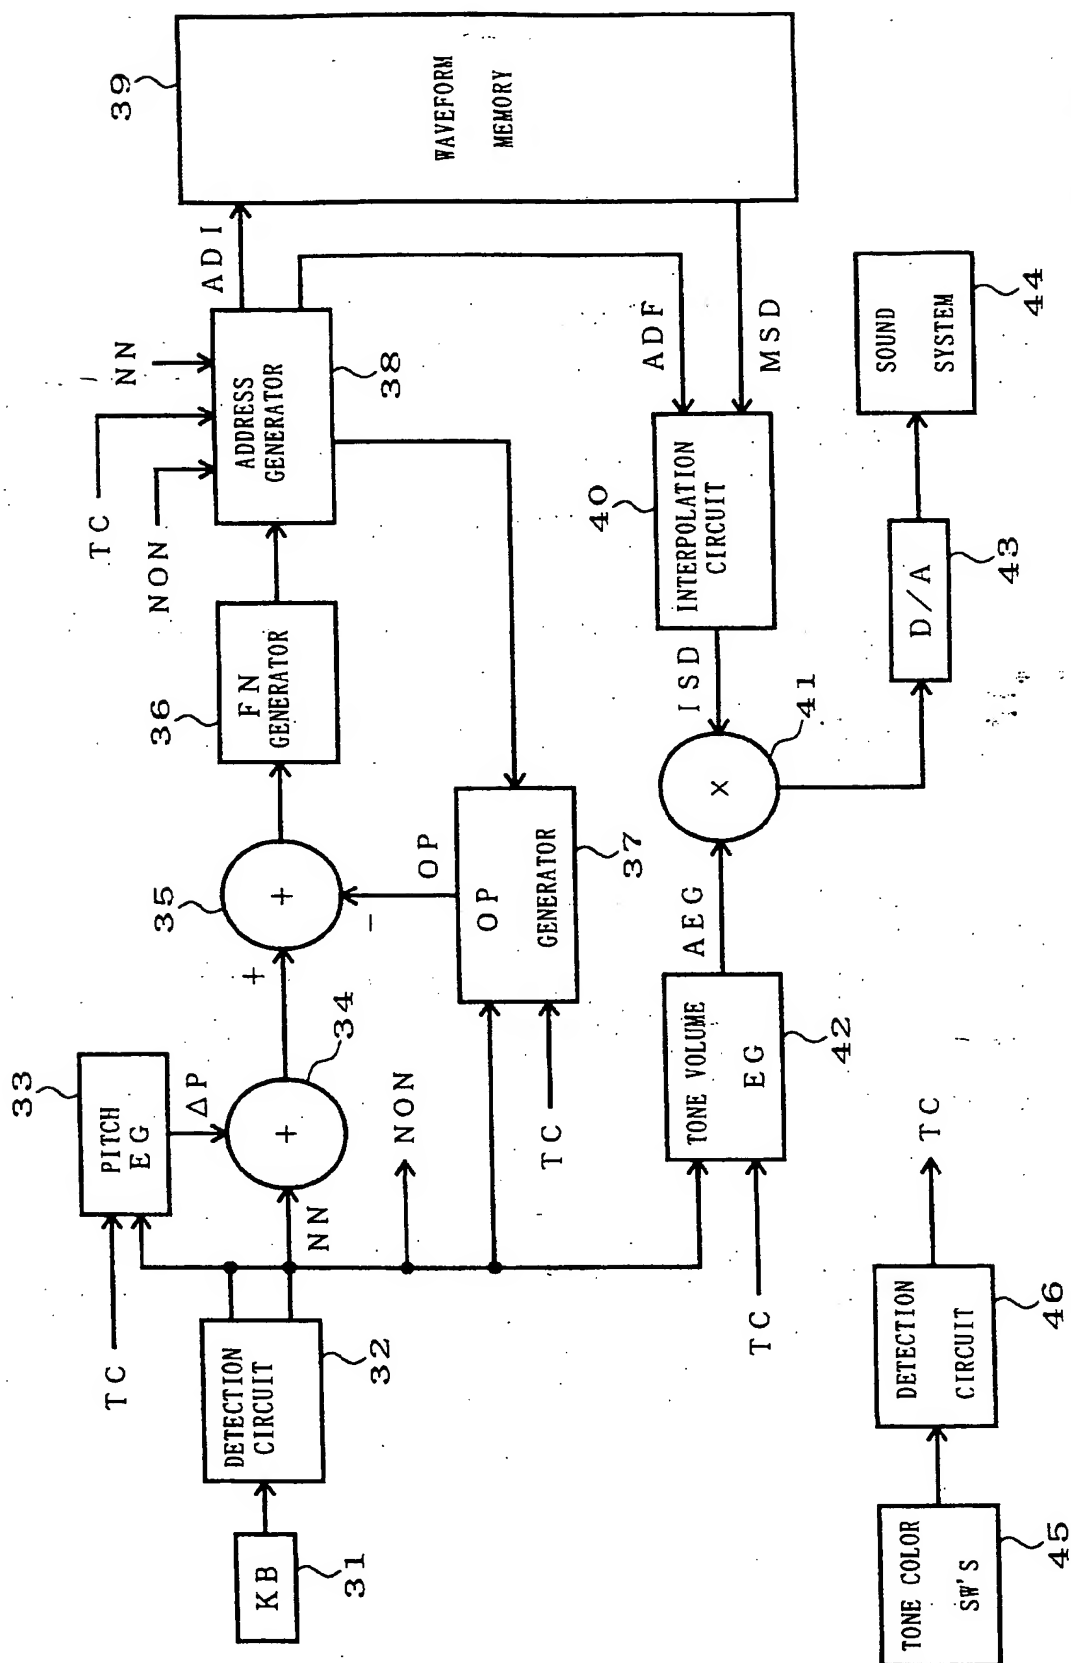 39
WAVEFORM
MEMORY
ADI
NN
TC
NON
ADDRESS
GENERATOR
38
ADF
MSD
36
FN
GENERATOR
40
INTERPOLATION
CIRCUIT
SOUND
SYSTEM
44
35
+
+
-
OP
OP
GENERATOR
37
ISD
×
41
D/A
43
33
PITCH
EG
ΔP
+
34
NN
NON
TC
TC
AEG
TONE VOLUME
EG
42
TC
DETECTION
CIRCUIT
32
KB
31
TC
DETECTION
CIRCUIT
46
TONE COLOR
SW'S
45